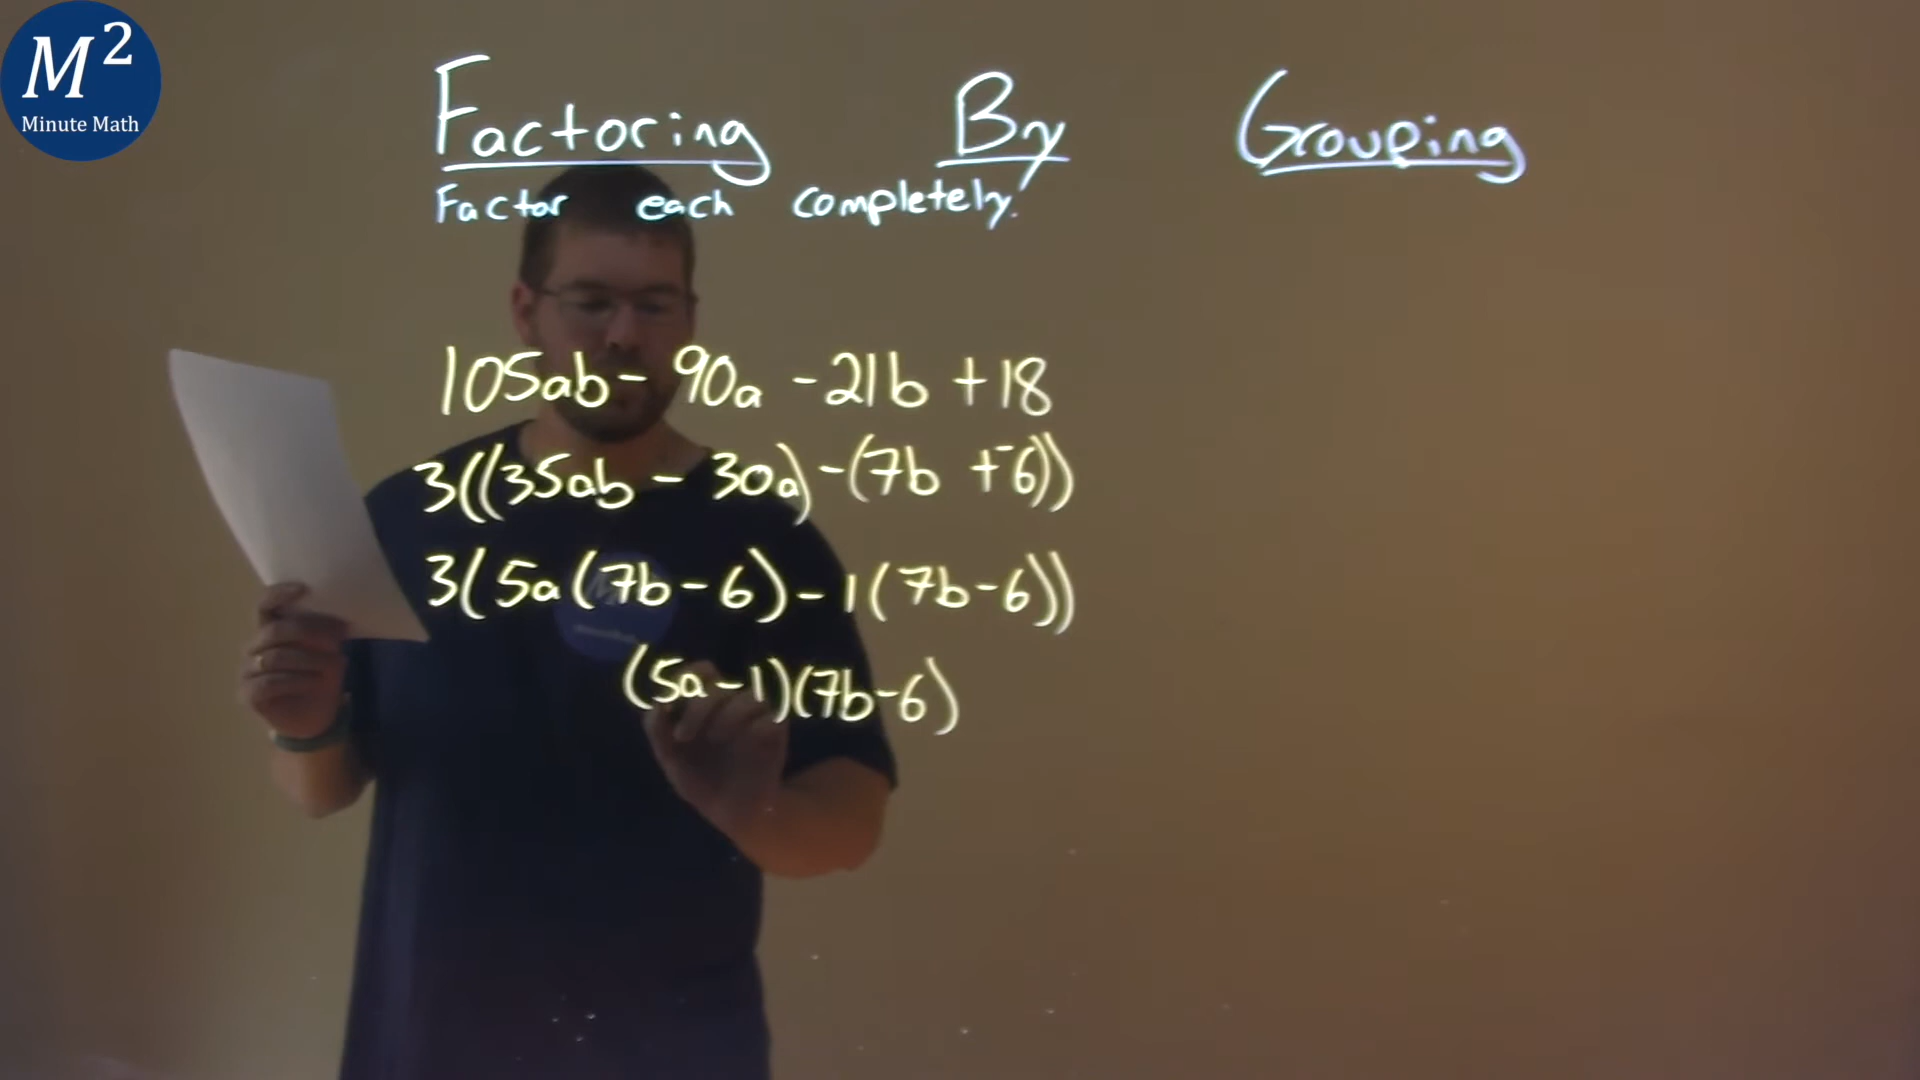 M²
Minute Math
Factoring By Grouping
Factor each completely.
105ab - 90a - 21b + 18
3((35ab - 30a) - (7b + -6))
3(5a(7b - 6) - 1(7b - 6))
(5a - 1)(7b - 6)